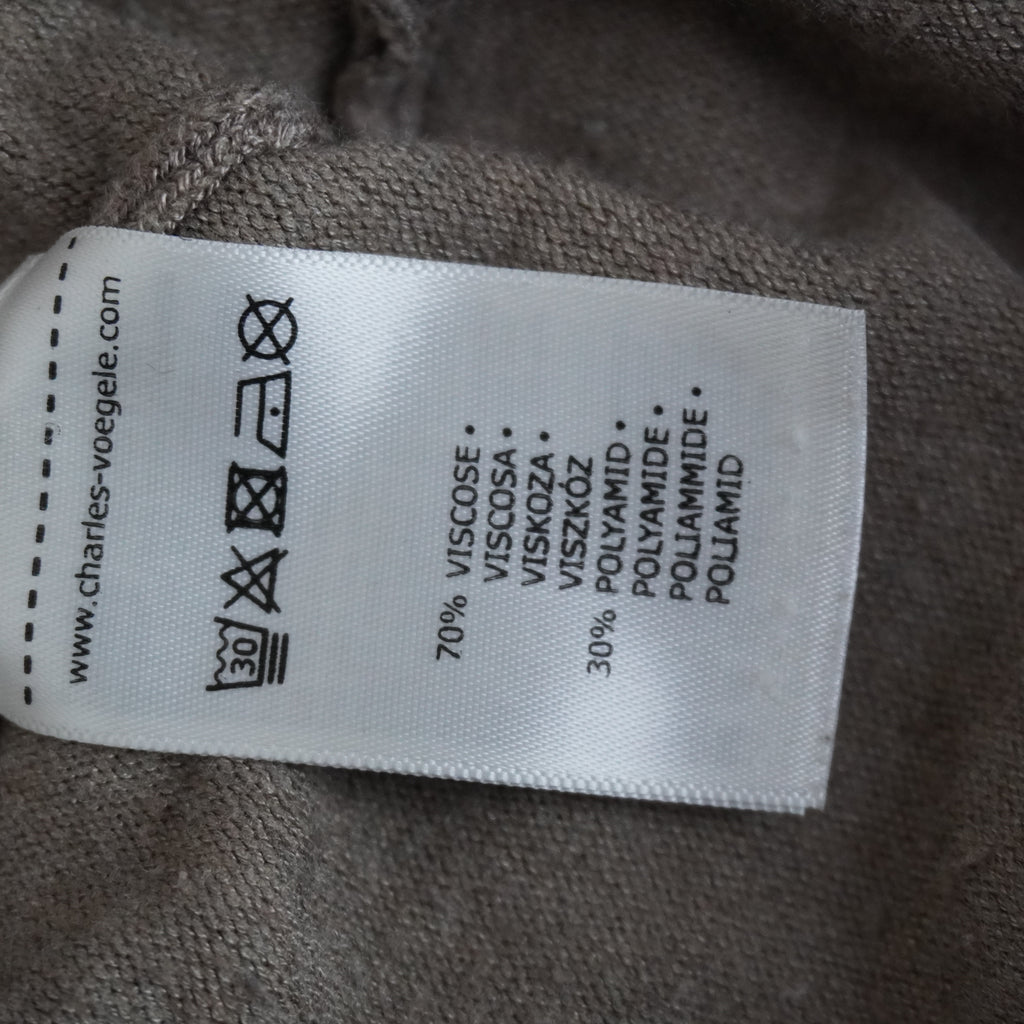 www.charles-voegele.com
30
70% VISCOSE •
VISCOSA •
VISKOZA •
VISZKÓZ
30% POLYAMID •
POLYAMIDE •
POLIAMMIDE •
POLIAMID